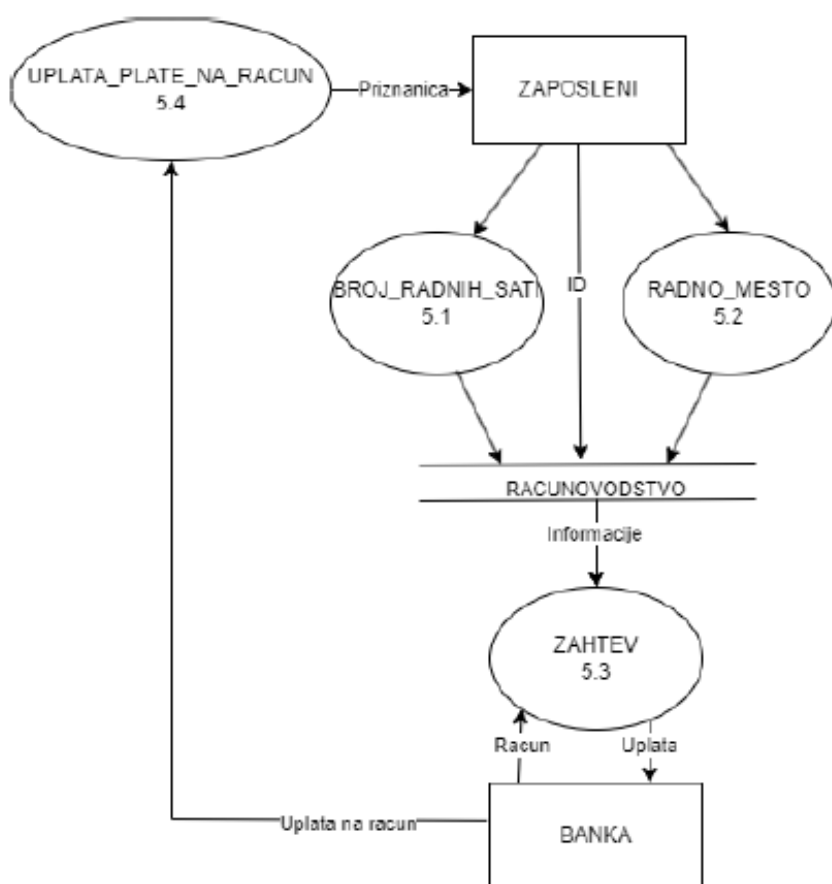 UPLATA_PLATE_NA_RACUN
5.4
Priznanica
ZAPOSLENI
BROJ_RADNIH_SATI
5.1
ID
RADNO_MESTO
5.2
RACUNOVODSTVO
Informacije
ZAHTEV
5.3
Racun
Uplata
Uplata na racun
BANKA